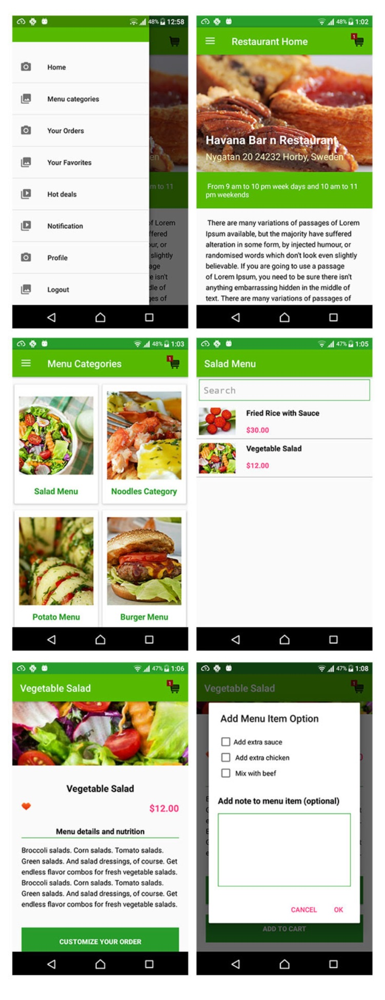 48% 12:58
Home
Menu categories
Your Orders
Your Favorites
Hot deals
Notification
Profile
Logout
en
m to 11
of Lorem
ffered
our, or
slightly
age
e isn't
dle of
ges of
48% 1:02
Restaurant Home
1
Havana Bar n Restaurant
Nygatan 20 24232 Horby, Sweden
From 9 am to 10 pm week days and 10 am to 11
pm weekends
There are many variations of passages of Lorem
Ipsum available, but the majority have suffered
alteration in some form, by injected humour, or
randomised words which don't look even slightly
believable. If you are going to use a passage
of Lorem Ipsum, you need to be sure there isn't
anything embarrassing hidden in the middle of
text. There are many variations of passages of
48% 1:03
Menu Categories
1
Salad Menu
Noodles Category
Potato Menu
Burger Menu
47% 1:05
Salad Menu
Search
Fried Rice with Sauce
$30.00
Vegetable Salad
$12.00
47% 1:06
Vegetable Salad
1
Vegetable Salad
$12.00
Menu details and nutrition
Broccoli salads. Corn salads. Tomato salads.
Green salads. And salad dressings, of course. Get
endless flavor combos for fresh vegetable salads.
Broccoli salads. Corn salads. Tomato salads.
Green salads. And salad dressings, of course. Get
endless flavor combos for fresh vegetable salads.
CUSTOMIZE YOUR ORDER
47% 1:08
Vegetable Salad
1
Add Menu Item Option
Add extra sauce
Add extra chicken
Mix with beef
Add note to menu item (optional)
CANCEL OK
ADD TO CART